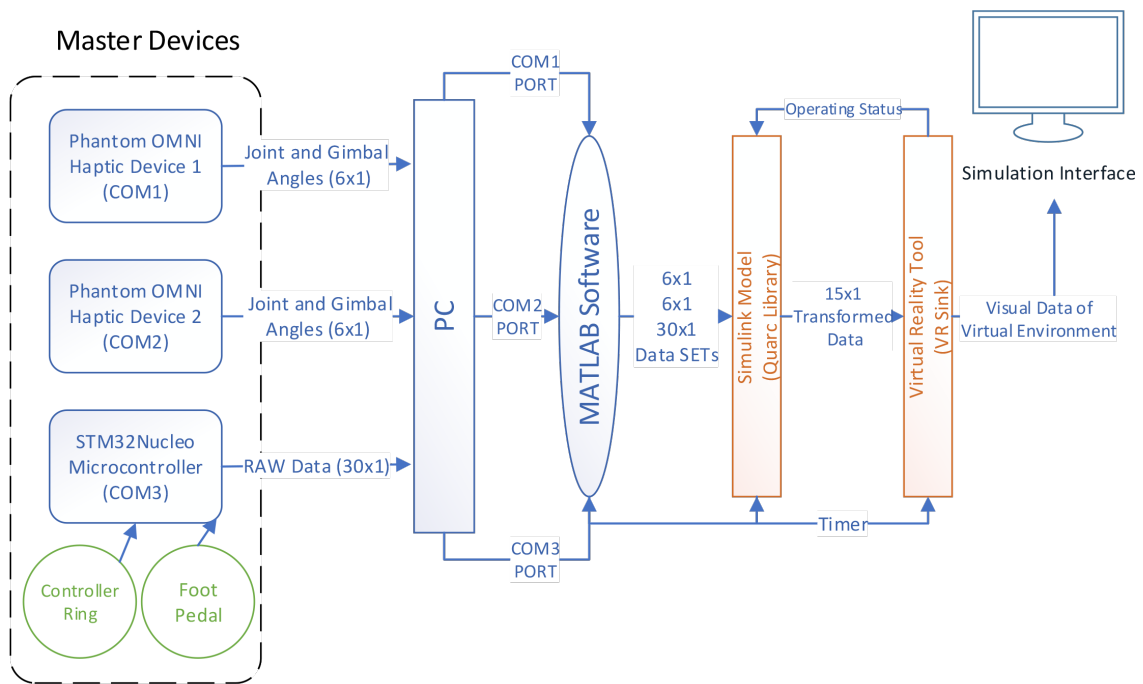 Master Devices
Phantom OMNI
Haptic Device 1
(COM1)
Joint and Gimbal
Angles (6x1)
Phantom OMNI
Haptic Device 2
(COM2)
Joint and Gimbal
Angles (6x1)
STM32Nucleo
Microcontroller
(COM3)
RAW Data (30x1)
Controller
Ring
Foot
Pedal
PC
COM1
PORT
COM2
PORT
COM3
PORT
MATLAB Software
6x1
6x1
30x1
Data SETs
Simulink Model
(Quarc Library)
Operating Status
15x1
Transformed
Data
Virtual Reality Tool
(VR Sink)
Timer
Visual Data of
Virtual Environment
Simulation Interface